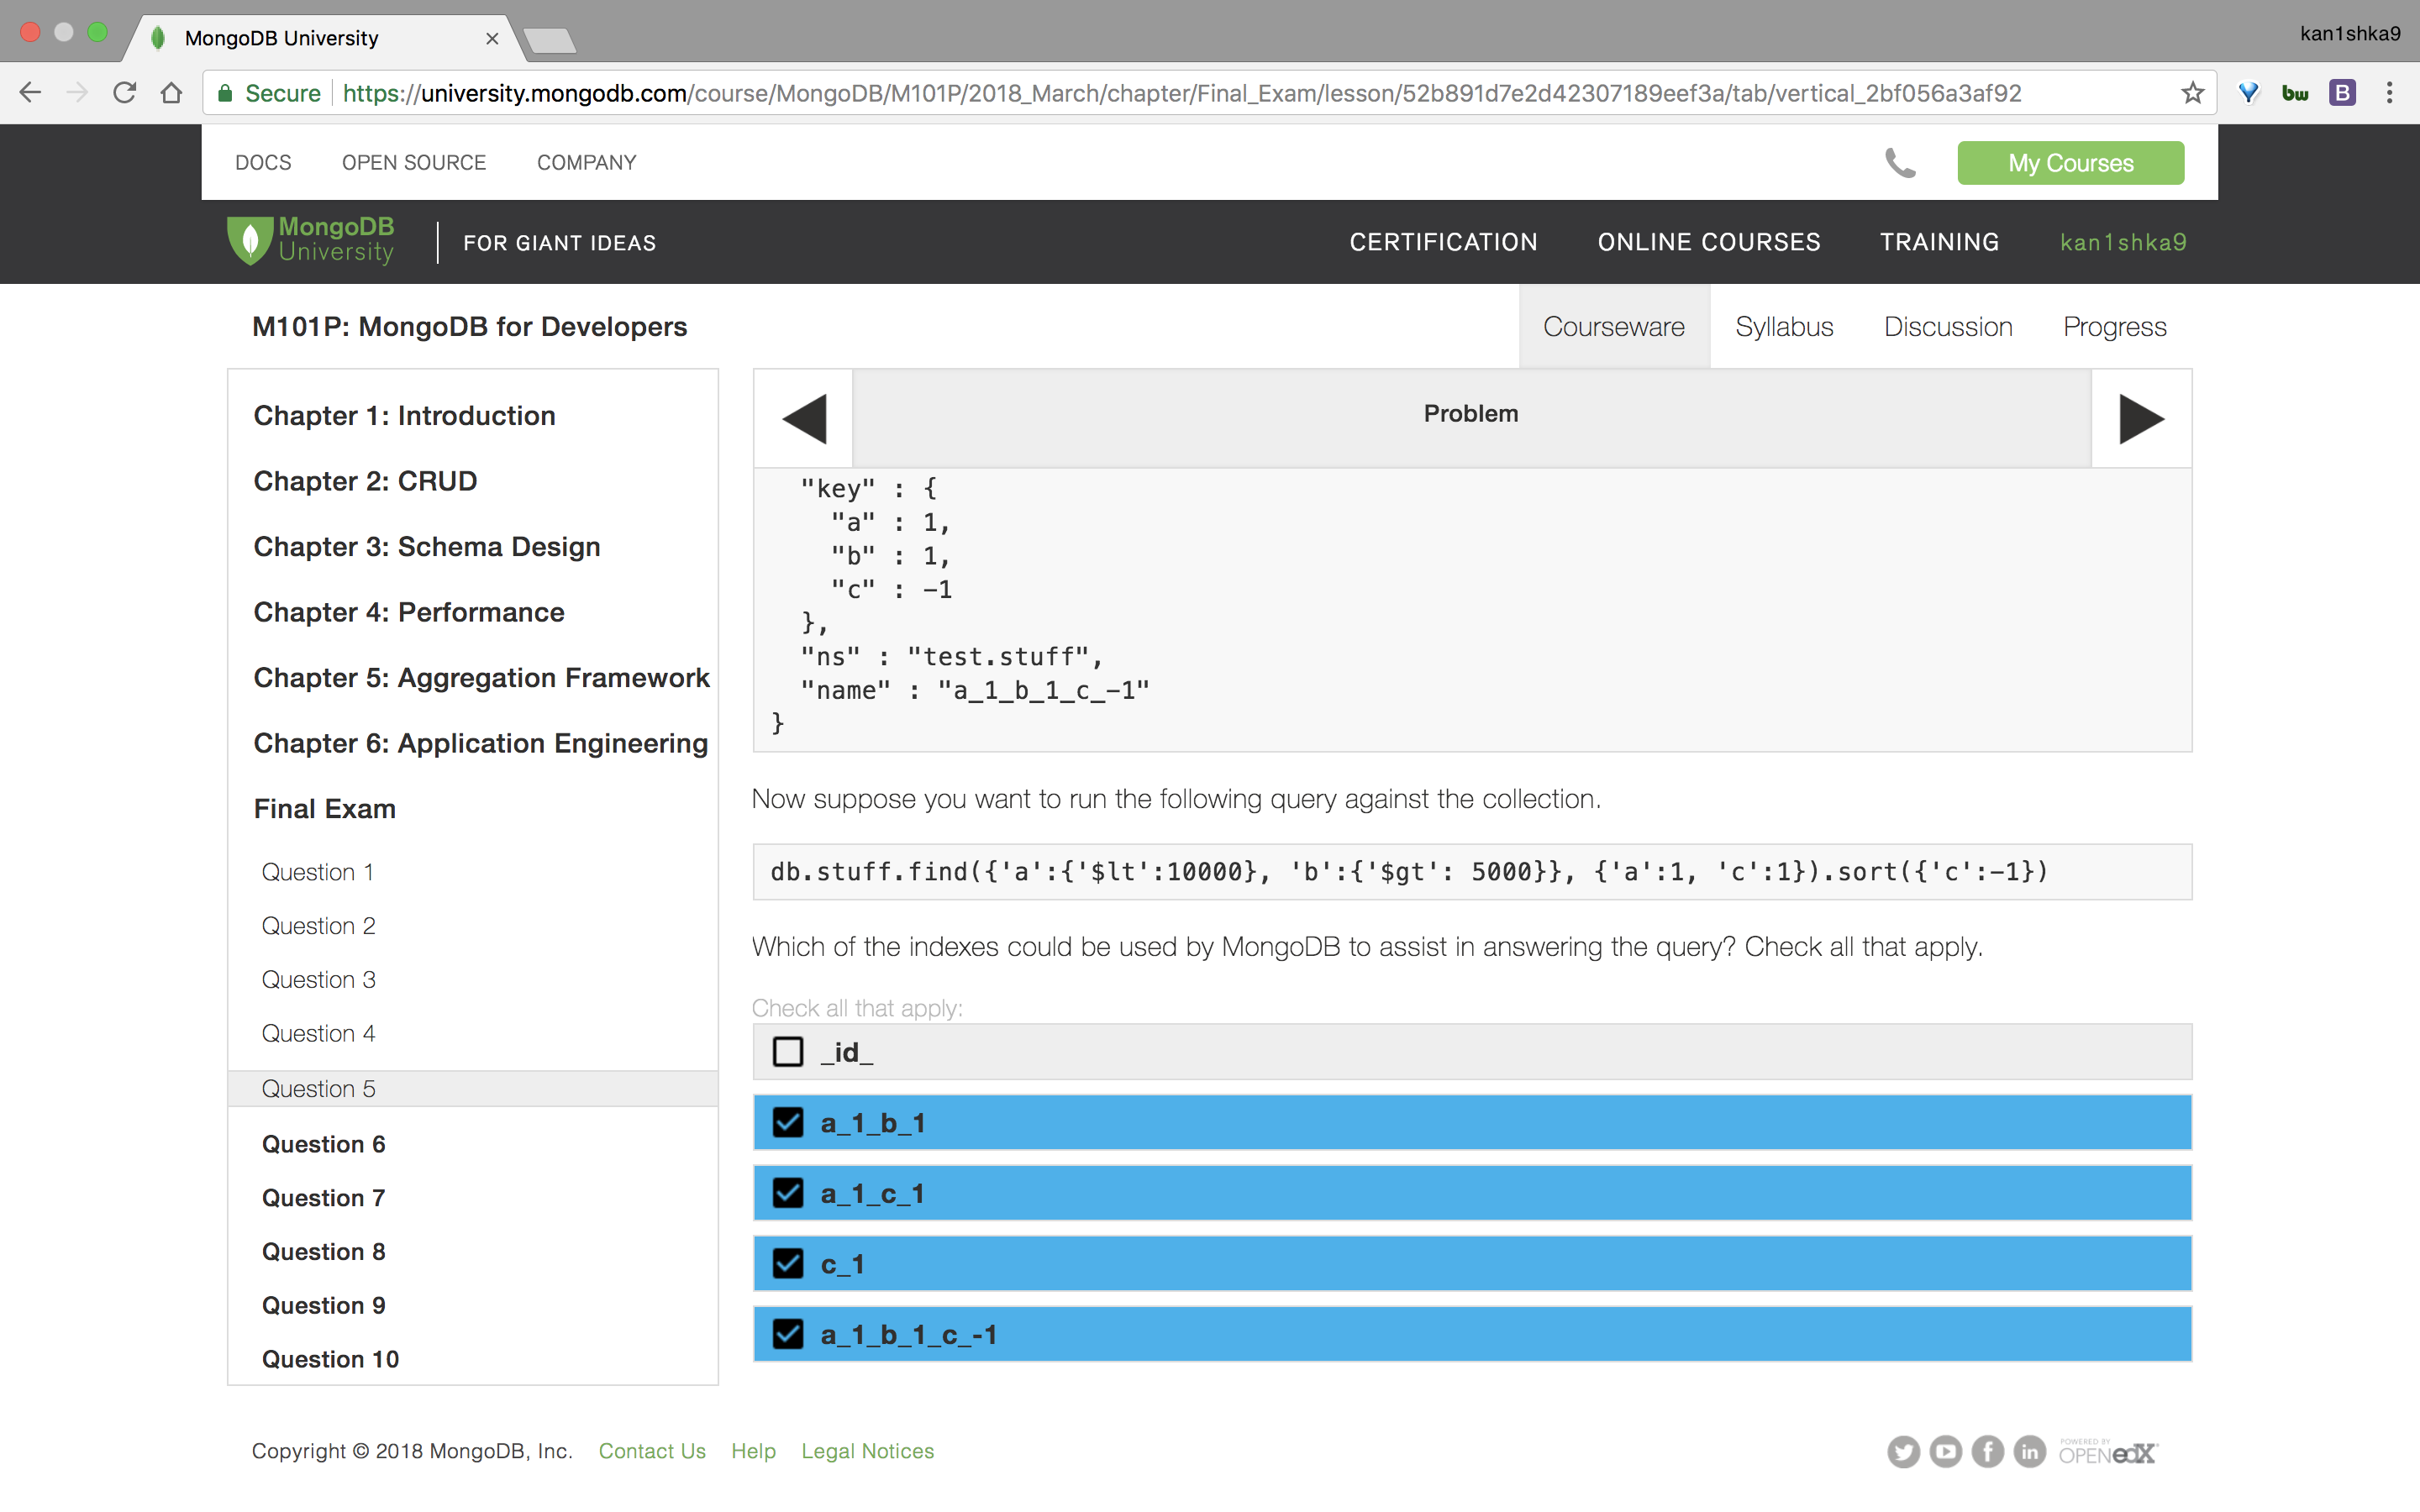 MongoDB University
kan1shka9
Secure https://university.mongodb.com/course/MongoDB/M101P/2018_March/chapter/Final_Exam/lesson/52b891d7e2d42307189eef3a/tab/vertical_2bf056a3af92
bw
B
DOCS OPEN SOURCE COMPANY
My Courses
MongoDB University
FOR GIANT IDEAS
CERTIFICATION ONLINE COURSES TRAINING kan1shka9
M101P: MongoDB for Developers
Courseware Syllabus Discussion Progress
Chapter 1: Introduction
Chapter 2: CRUD
Chapter 3: Schema Design
Chapter 4: Performance
Chapter 5: Aggregation Framework
Chapter 6: Application Engineering
Final Exam
Question 1
Question 2
Question 3
Question 4
Question 5
Question 6
Question 7
Question 8
Question 9
Question 10
Problem
"key" : {
"a" : 1,
"b" : 1,
"c" : -1
},
"ns" : "test.stuff",
"name" : "a_1_b_1_c_-1"
}
Now suppose you want to run the following query against the collection.
db.stuff.find({'a':{'$lt':10000}, 'b':{'$gt': 5000}}, {'a':1, 'c':1}).sort({'c':-1})
Which of the indexes could be used by MongoDB to assist in answering the query? Check all that apply.
Check all that apply:
_id_
a_1_b_1
a_1_c_1
c_1
a_1_b_1_c_-1
Copyright © 2018 MongoDB, Inc. Contact Us Help Legal Notices
POWERED BY
OPENedX